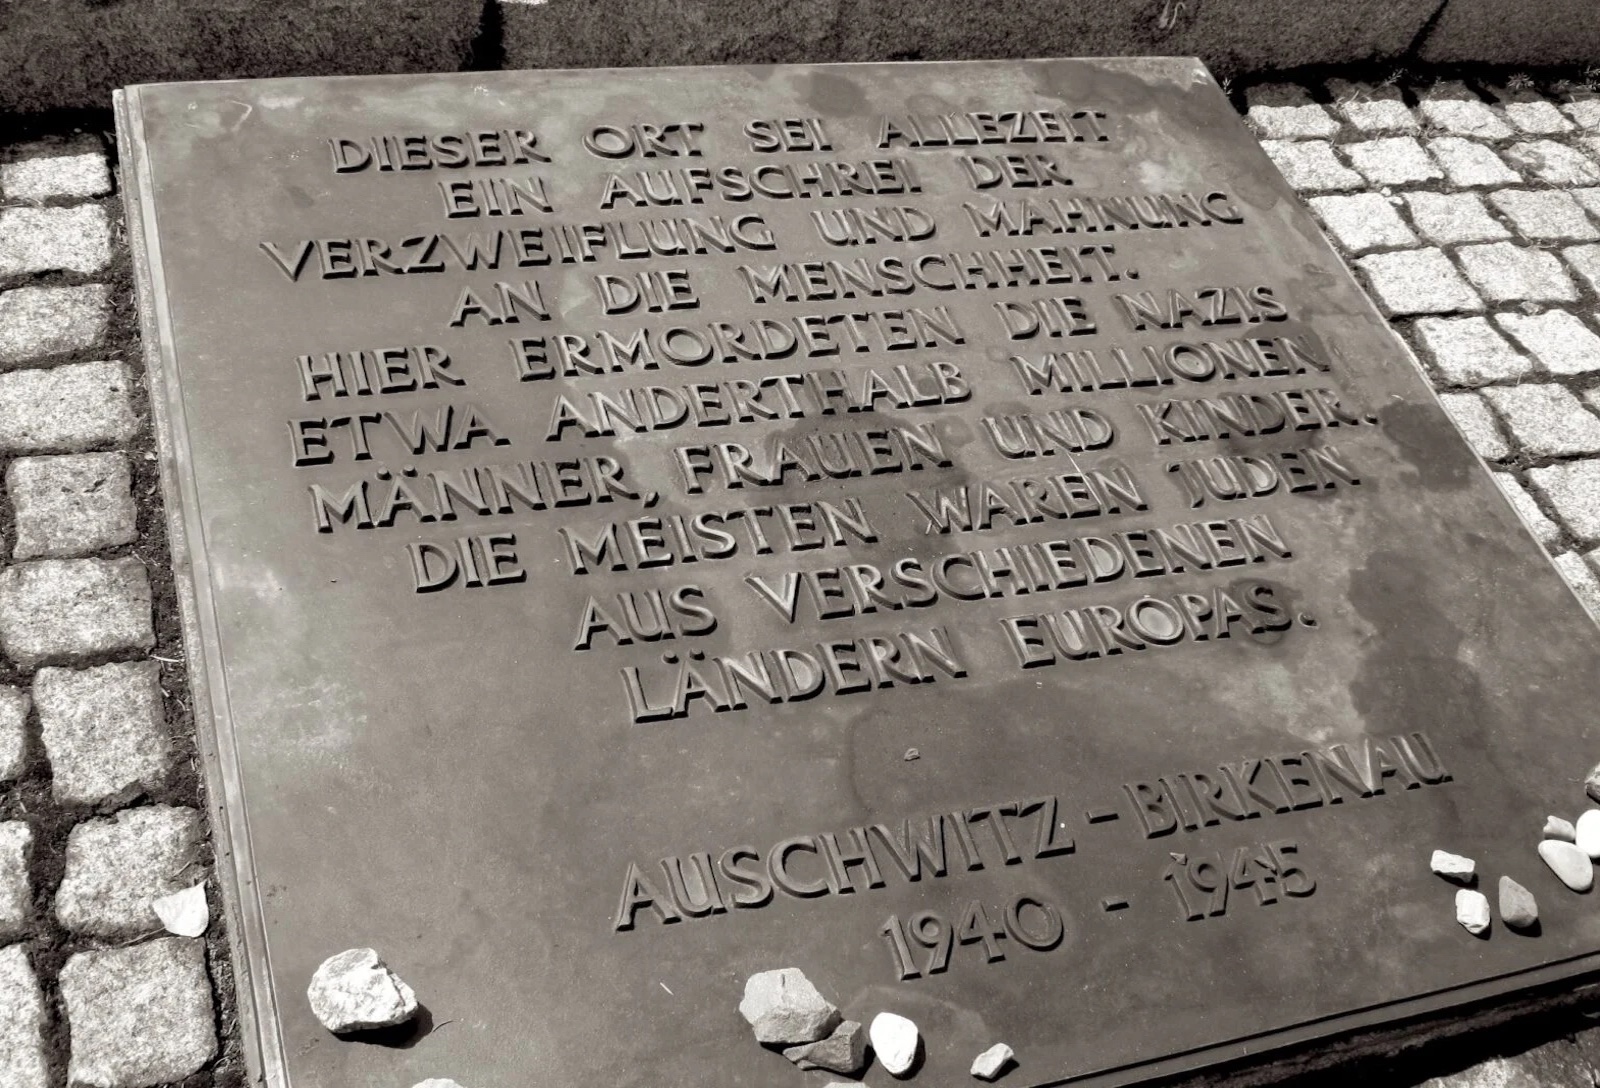 DIESER ORT SEI ALLEZEIT
EIN AUFSCHREI DER
VERZWEIFLUNG UND MAHNUNG
AN DIE MENSCHHEIT.
HIER ERMORDETEN DIE NAZIS
ETWA ANDERTHALB MILLIONEN
MÄNNER, FRAUEN UND KINDER.
DIE MEISTEN WAREN JUDEN
AUS VERSCHIEDENEN
LÄNDERN EUROPAS.
AUSCHWITZ - BIRKENAU
1940 - 1945